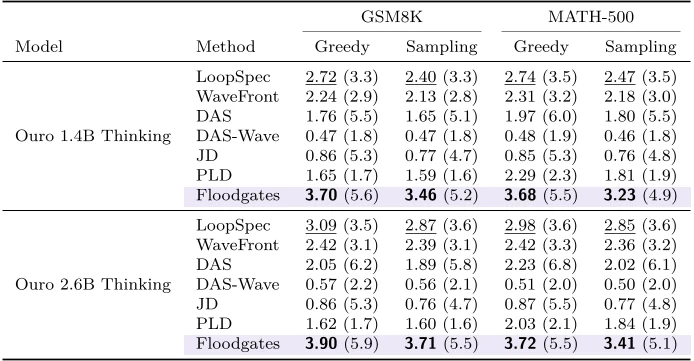 GSM8K MATH-500
Model Method Greedy Sampling Greedy Sampling
LoopSpec 2.72 (3.3) 2.40 (3.3) 2.74 (3.5) 2.47 (3.5)
WaveFront 2.24 (2.9) 2.13 (2.8) 2.31 (3.2) 2.18 (3.0)
DAS 1.76 (5.5) 1.65 (5.1) 1.97 (6.0) 1.80 (5.5)
Ouro 1.4B Thinking DAS-Wave 0.47 (1.8) 0.47 (1.8) 0.48 (1.9) 0.46 (1.8)
JD 0.86 (5.3) 0.77 (4.7) 0.85 (5.3) 0.76 (4.8)
PLD 1.65 (1.7) 1.59 (1.6) 2.29 (2.3) 1.81 (1.9)
Floodgates 3.70 (5.6) 3.46 (5.2) 3.68 (5.5) 3.23 (4.9)
LoopSpec 3.09 (3.5) 2.87 (3.6) 2.98 (3.6) 2.85 (3.6)
WaveFront 2.42 (3.1) 2.39 (3.1) 2.42 (3.3) 2.36 (3.2)
DAS 2.05 (6.2) 1.89 (5.8) 2.23 (6.8) 2.02 (6.1)
Ouro 2.6B Thinking DAS-Wave 0.57 (2.2) 0.56 (2.1) 0.51 (2.0) 0.50 (2.0)
JD 0.86 (5.3) 0.76 (4.7) 0.87 (5.5) 0.77 (4.8)
PLD 1.62 (1.7) 1.60 (1.6) 2.03 (2.1) 1.84 (1.9)
Floodgates 3.90 (5.9) 3.71 (5.5) 3.72 (5.5) 3.41 (5.1)